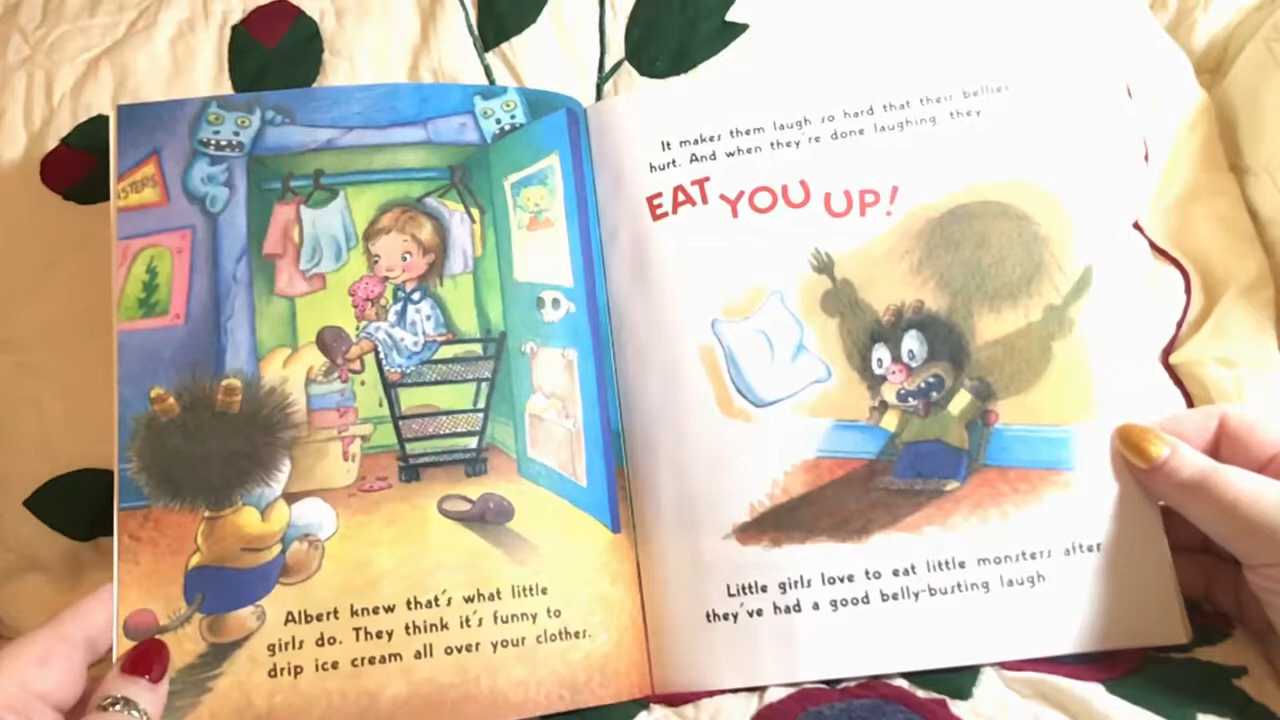 STERS
Albert knew that's what little
girls do. They think it's funny to
drip ice cream all over your clothes.
It makes them laugh so hard that their bellies
hurt. And when they're done laughing, they
EAT YOU UP!
Little girls love to eat little monsters after
they've had a good belly-busting laugh.